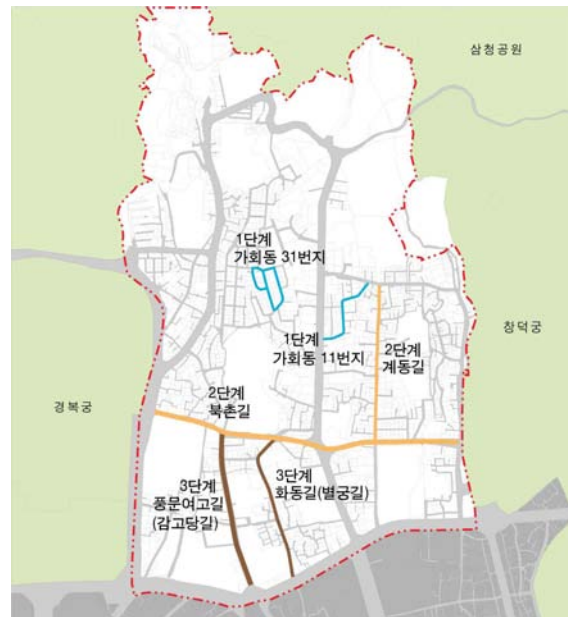 삼청공원
1단계
가회동 31번지
창덕궁
1단계
가회동 11번지
2단계
계동길
경복궁
2단계
북촌길
3단계
풍문여고길
(감고당길)
3단계
화동길(별궁길)